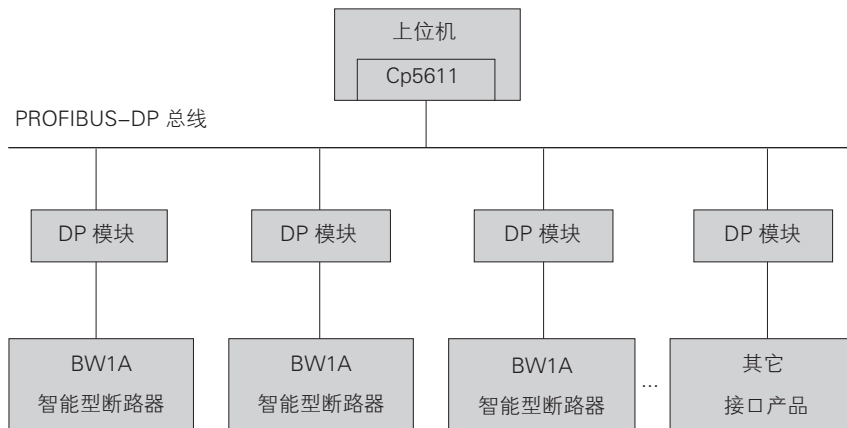 上位机
Cp5611
PROFIBUS–DP 总线
DP 模块
DP 模块
DP 模块
DP 模块
BW1A
智能型断路器
BW1A
智能型断路器
BW1A
智能型断路器
...
其它
接口产品